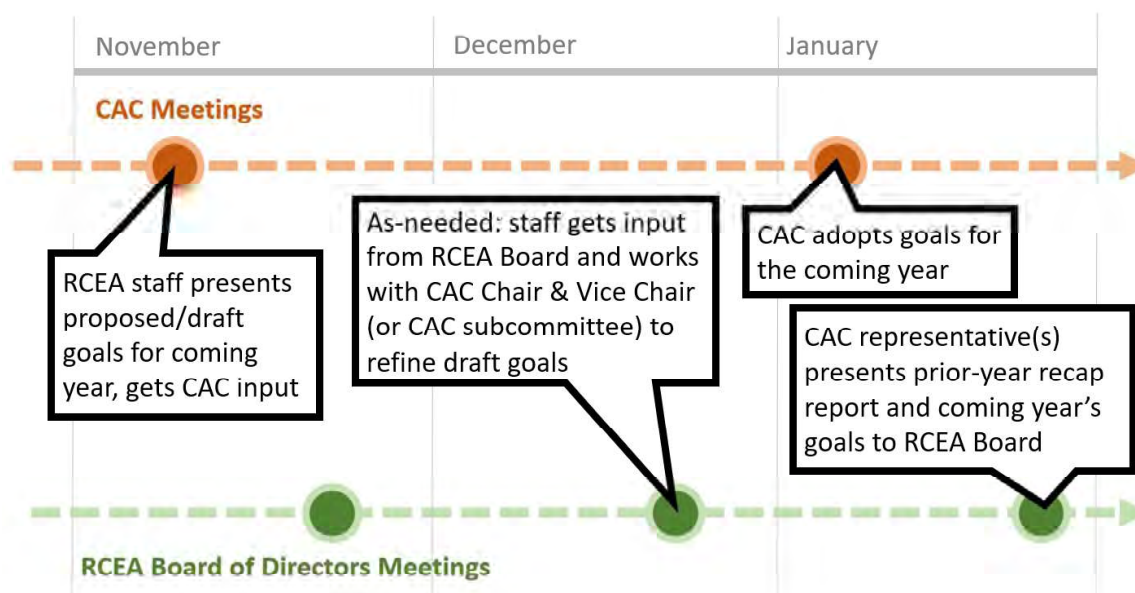 November
December
January
CAC Meetings
RCEA staff presents
proposed/draft
goals for coming
year, gets CAC input
As-needed: staff gets input
from RCEA Board and works
with CAC Chair & Vice Chair
(or CAC subcommittee) to
refine draft goals
CAC adopts goals for
the coming year
CAC representative(s)
presents prior-year recap
report and coming year's
goals to RCEA Board
RCEA Board of Directors Meetings